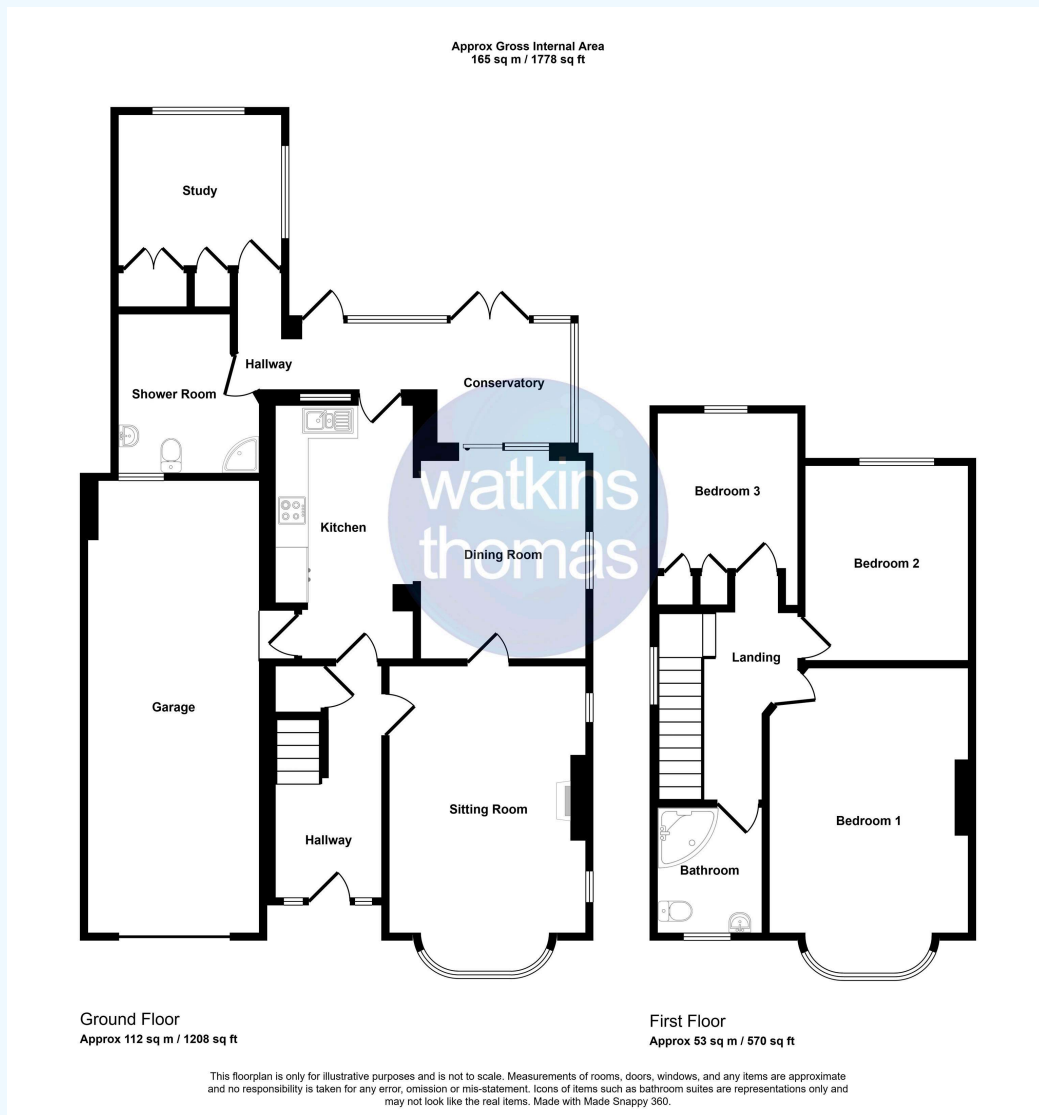 Approx Gross Internal Area
165 sq m / 1778 sq ft
Study
Hallway
Shower Room
Conservatory
watkins
thomas
Kitchen
Dining Room
Bedroom 3
Bedroom 2
Landing
Garage
Sitting Room
Hallway
Bedroom 1
Bathroom
Ground Floor
Approx 112 sq m / 1208 sq ft
First Floor
Approx 53 sq m / 570 sq ft
This floorplan is only for illustrative purposes and is not to scale. Measurements of rooms, doors, windows, and any items are approximate
and no responsibility is taken for any error, omission or mis-statement. Icons of items such as bathroom suites are representations only and
may not look like the real items. Made with Made Snappy 360.